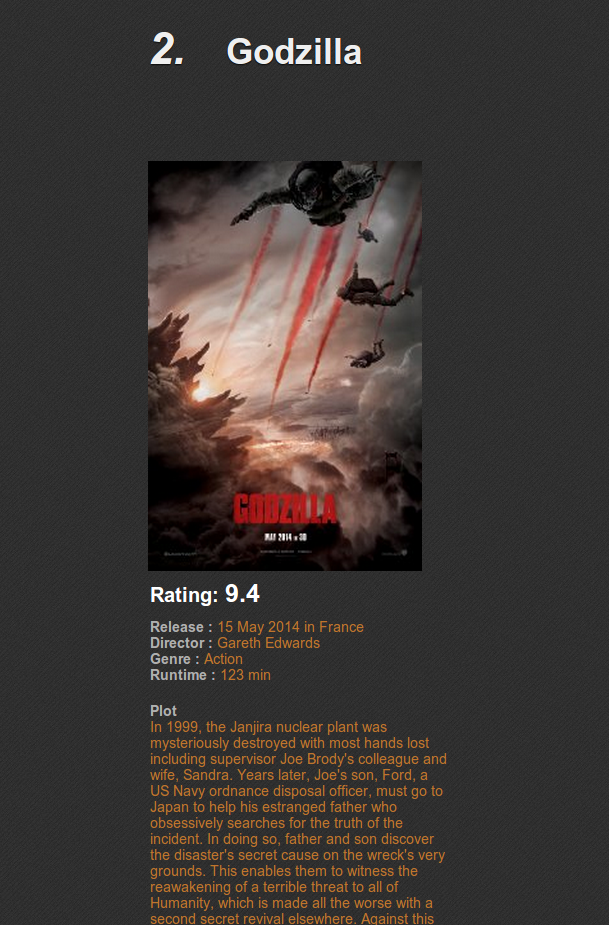 2. Godzilla
GODZILLA
MAY 2014 IN 3D
Rating: 9.4
Release : 15 May 2014 in France
Director : Gareth Edwards
Genre : Action
Runtime : 123 min
Plot
In 1999, the Janjira nuclear plant was
mysteriously destroyed with most hands lost
including supervisor Joe Brody's colleague and
wife, Sandra. Years later, Joe's son, Ford, a
US Navy ordnance disposal officer, must go to
Japan to help his estranged father who
obsessively searches for the truth of the
incident. In doing so, father and son discover
the disaster's secret cause on the wreck's very
grounds. This enables them to witness the
reawakening of a terrible threat to all of
Humanity, which is made all the worse with a
second secret revival elsewhere. Against this